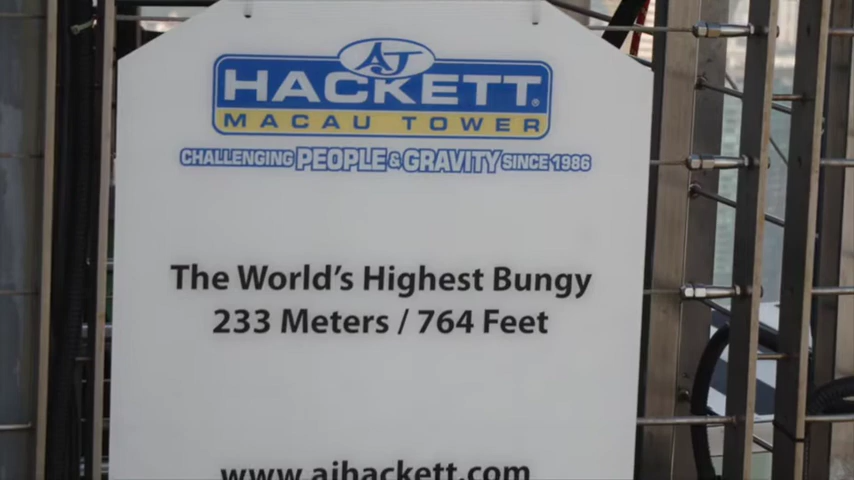 AJ
HACKETT®
MACAU TOWER
CHALLENGING PEOPLE & GRAVITY SINCE 1986
The World's Highest Bungy
233 Meters / 764 Feet
www.ajhackett.com